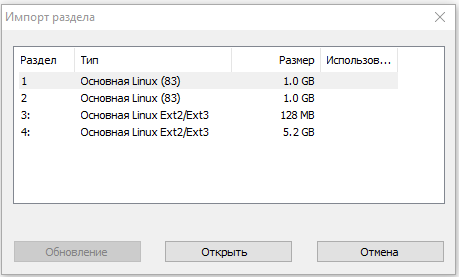 Импорт раздела
Раздел Тип Размер Использов...
1 Основная Linux (83) 1.0 GB
2 Основная Linux (83) 1.0 GB
3: Основная Linux Ext2/Ext3 128 MB
4: Основная Linux Ext2/Ext3 5.2 GB
Обновление Открыть Отмена